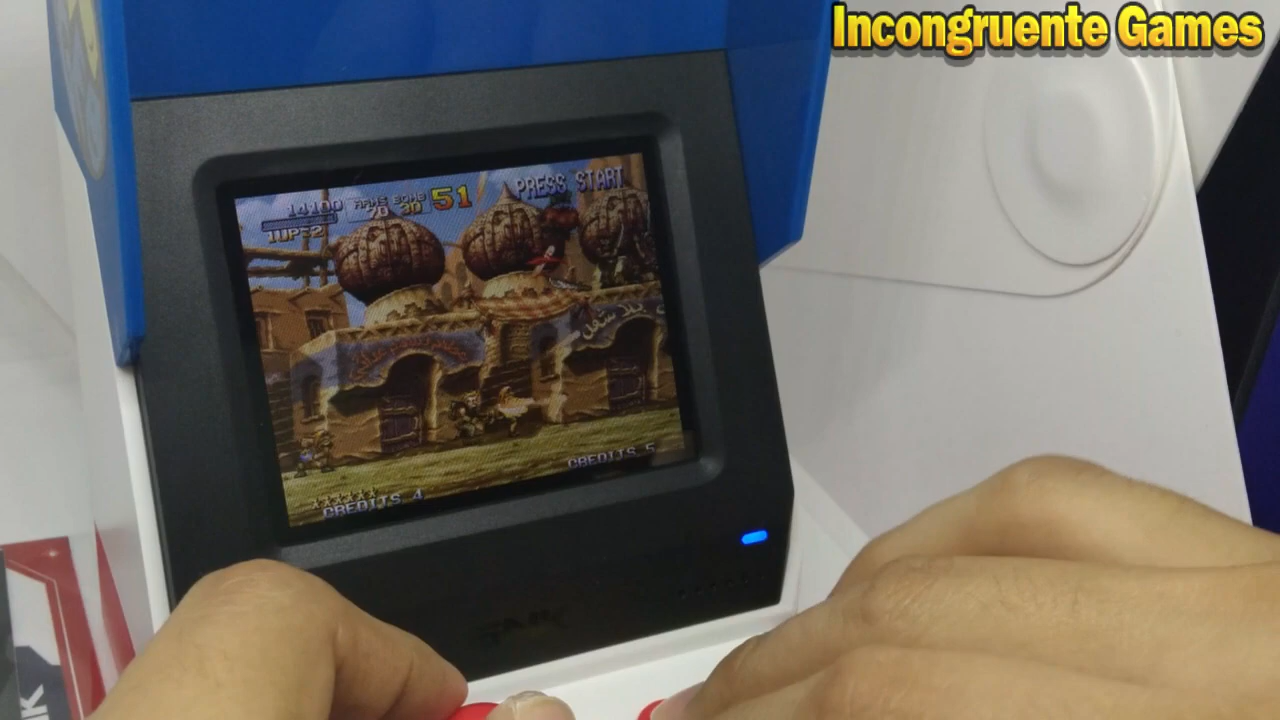 Incongruente Games
PRESS START
14100 ARMS BOMB 51
70 30
1UP=2
CREDITS 5
CREDITS 4